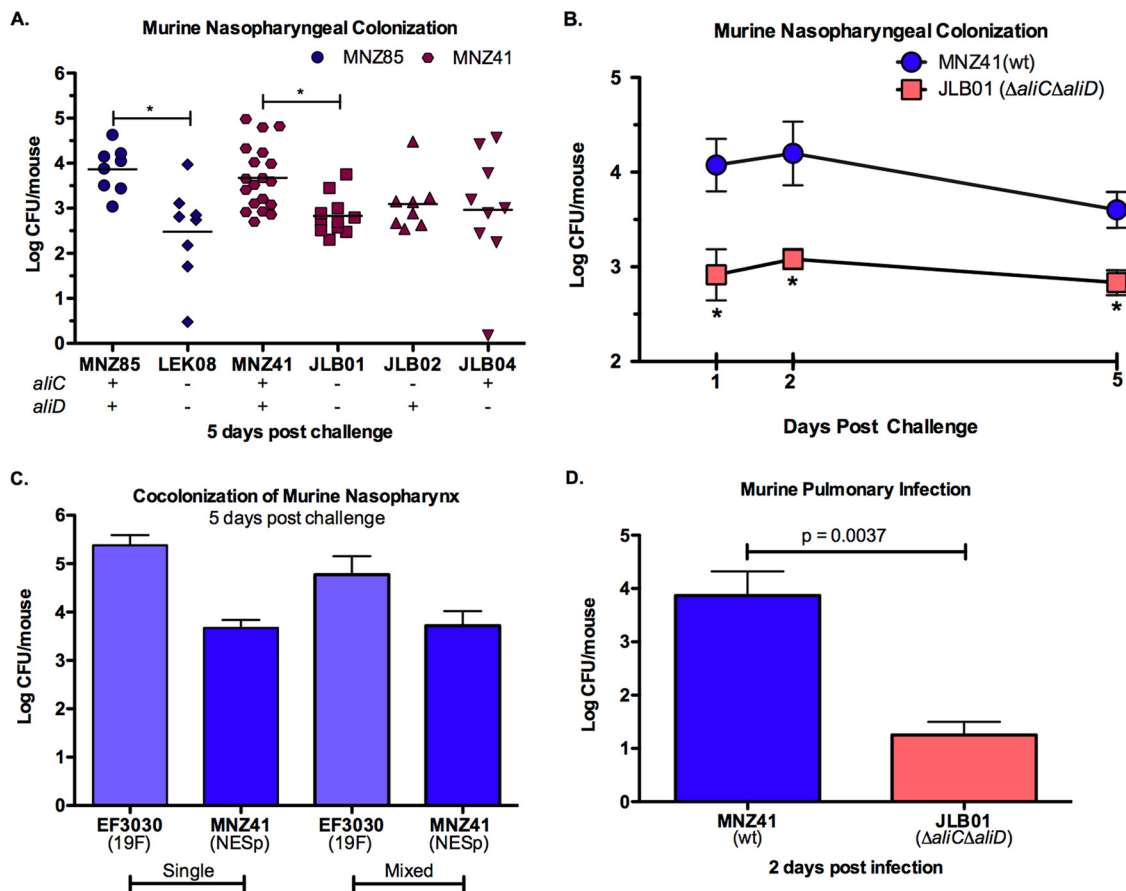 A.
Murine Nasopharyngeal Colonization
MNZ85 MNZ41
Log CFU/mouse
6
5
4
3
2
1
0
* *
MNZ85 LEK08 MNZ41 JLB01 JLB02 JLB04
aliC + - + - - +
aliD + - + - + -
5 days post challenge
B.
Murine Nasopharyngeal Colonization
MNZ41(wt)
JLB01 (ΔaliCΔaliD)
Log CFU/mouse
5
4
3
2
* * *
1 2 5
Days Post Challenge
C.
Cocolonization of Murine Nasopharynx
5 days post challenge
Log CFU/mouse
6
5
4
3
2
1
0
EF3030 MNZ41 EF3030 MNZ41
(19F) (NESp) (19F) (NESp)
Single Mixed
D.
Murine Pulmonary Infection
p = 0.0037
Log CFU/mouse
5
4
3
2
1
0
MNZ41 JLB01
(wt) (ΔaliCΔaliD)
2 days post infection